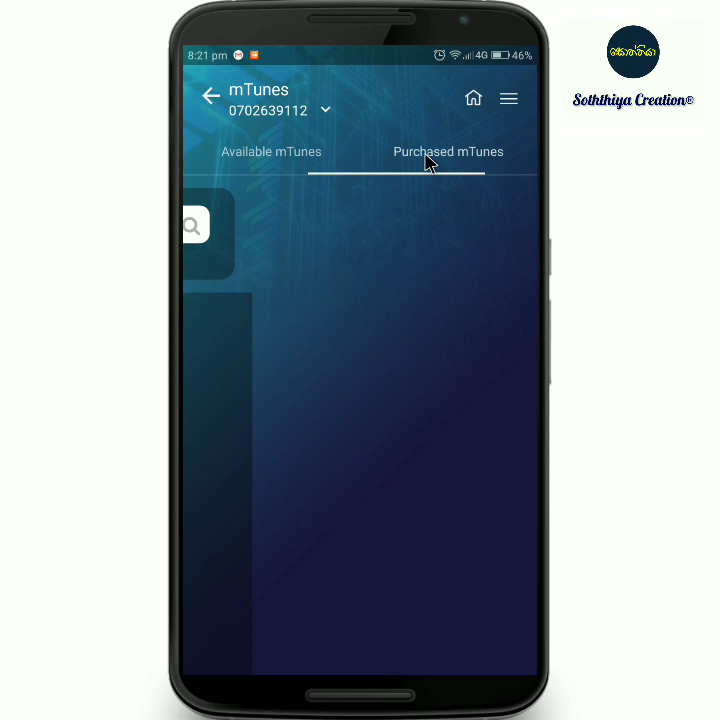 8:21 pm
4G
46%
සොත්තියා
Soththiya Creation®
mTunes
0702639112
Available mTunes
Purchased mTunes